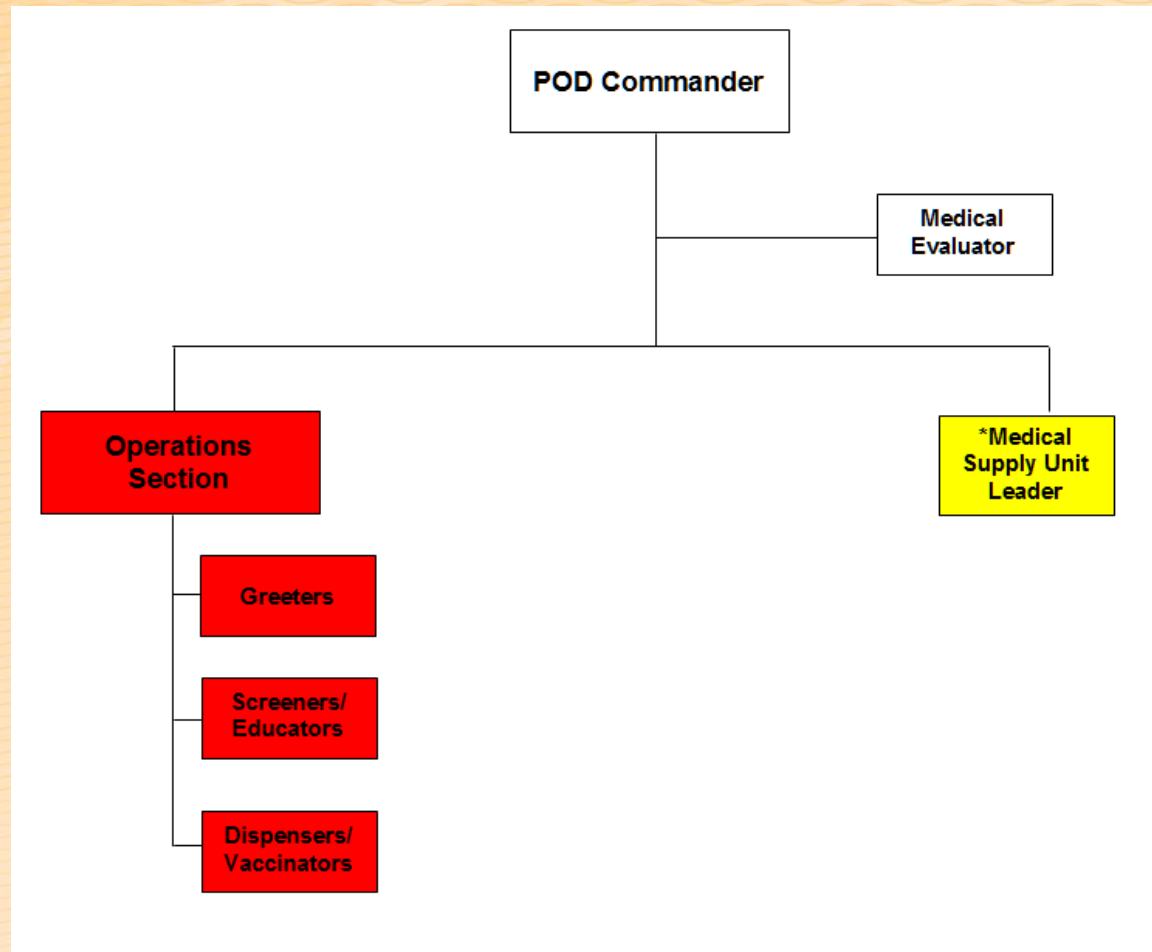 POD Commander
Medical
Evaluator
Operations
Section
*Medical
Supply Unit
Leader
Greeters
Screeners/
Educators
Dispensers/
Vaccinators